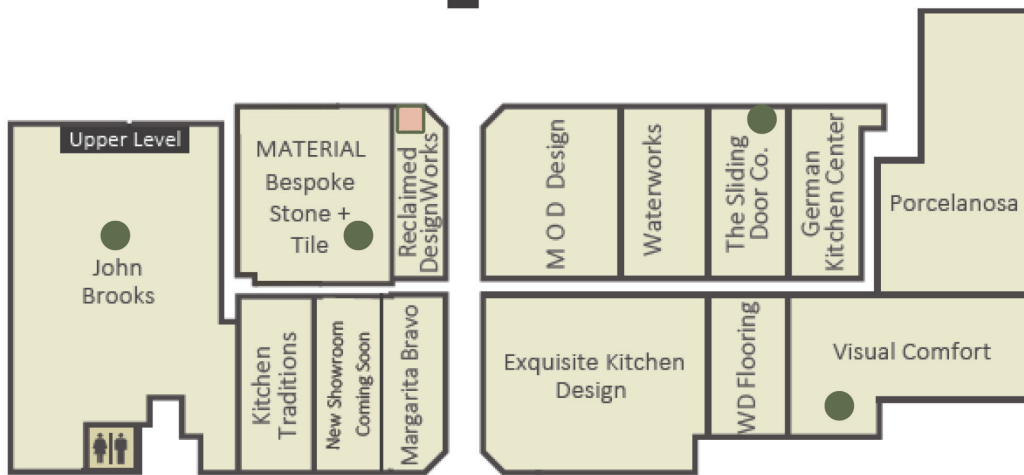 Upper Level
John
Brooks
MATERIAL
Bespoke
Stone +
Tile
Reclaimed
DesignWorks
MOD Design
Waterworks
The Sliding
Door Co.
German
Kitchen Center
Porcelanosa
Kitchen
Traditions
New Showroom
Coming Soon
Margarita Bravo
Exquisite Kitchen
Design
WD Flooring
Visual Comfort